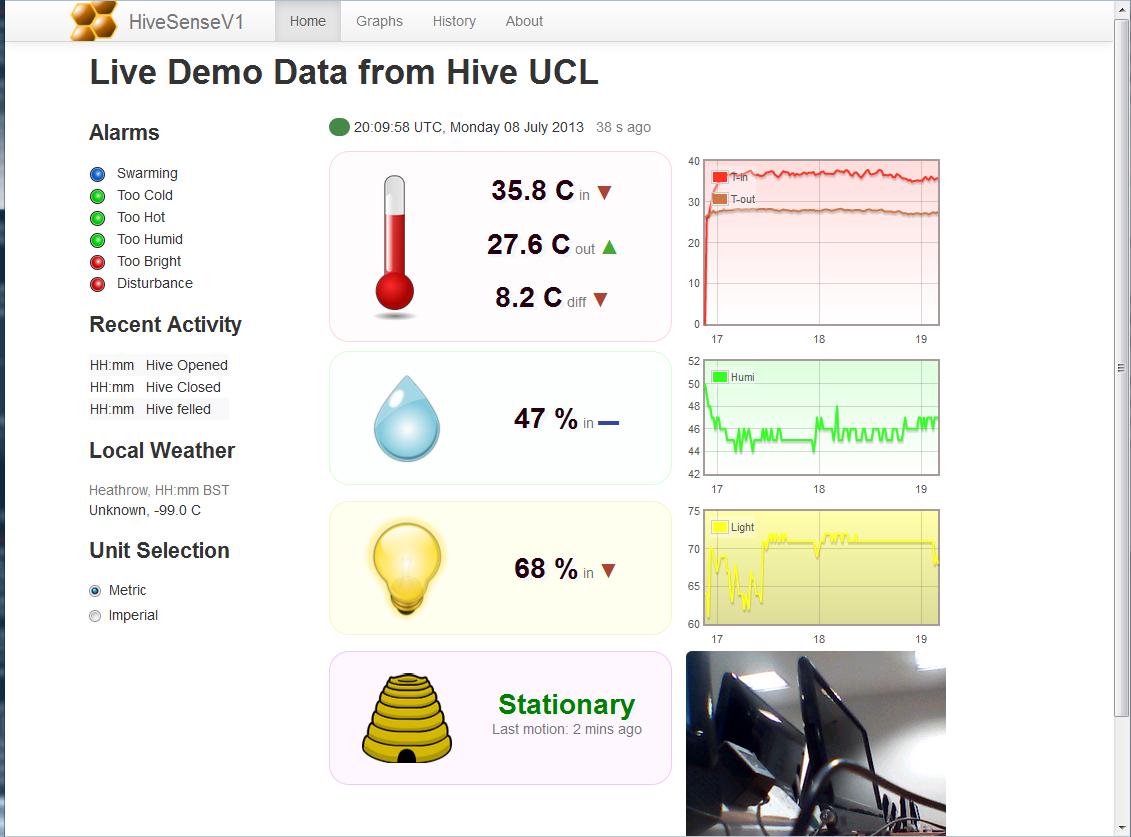 HiveSenseV1 Home Graphs History About
Live Demo Data from Hive UCL
Alarms
Swarming
Too Cold
Too Hot
Too Humid
Too Bright
Disturbance
Recent Activity
HH:mm Hive Opened
HH:mm Hive Closed
HH:mm Hive felled
Local Weather
Heathrow, HH:mm BST
Unknown, -99.0 C
Unit Selection
Metric
Imperial
20:09:58 UTC, Monday 08 July 2013 38 s ago
35.8 C in
27.6 C out
8.2 C diff
40
30
20
10
0
T-in
T-out
17 18 19
47 % in
52
50
48
46
44
42
Humi
17 18 19
68 % in
75
70
65
60
Light
17 18 19
Stationary
Last motion: 2 mins ago